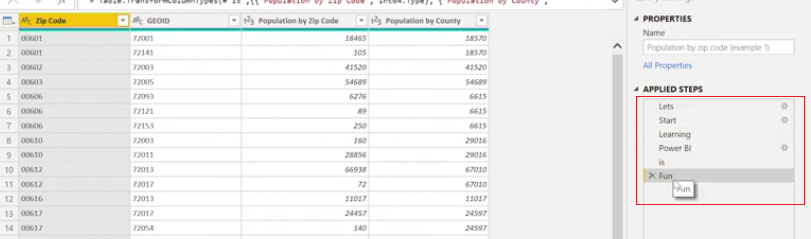 = Table.TransformColumnTypes(# is ,{{ Population by Zip Code , Int64.Type}, { Population by County ,
Zip Code GEOID Population by Zip Code Population by County
1 00601 72001 18465 18570
2 00601 72141 105 18570
3 00602 72003 41520 41520
4 00603 72005 54689 54689
5 00606 72093 6276 6615
6 00606 72121 89 6615
7 00606 72153 250 6615
8 00610 72003 160 29016
9 00610 72011 28856 29016
10 00612 72013 66938 67010
11 00612 72017 72 67010
12 00616 72013 11017 11017
13 00617 72017 24457 24597
14 00617 72054 140 24597
PROPERTIES
Name
Population by zip code (example 1)
All Properties
APPLIED STEPS
Lets
Start
Learning
Power BI
is
Fun
Fun